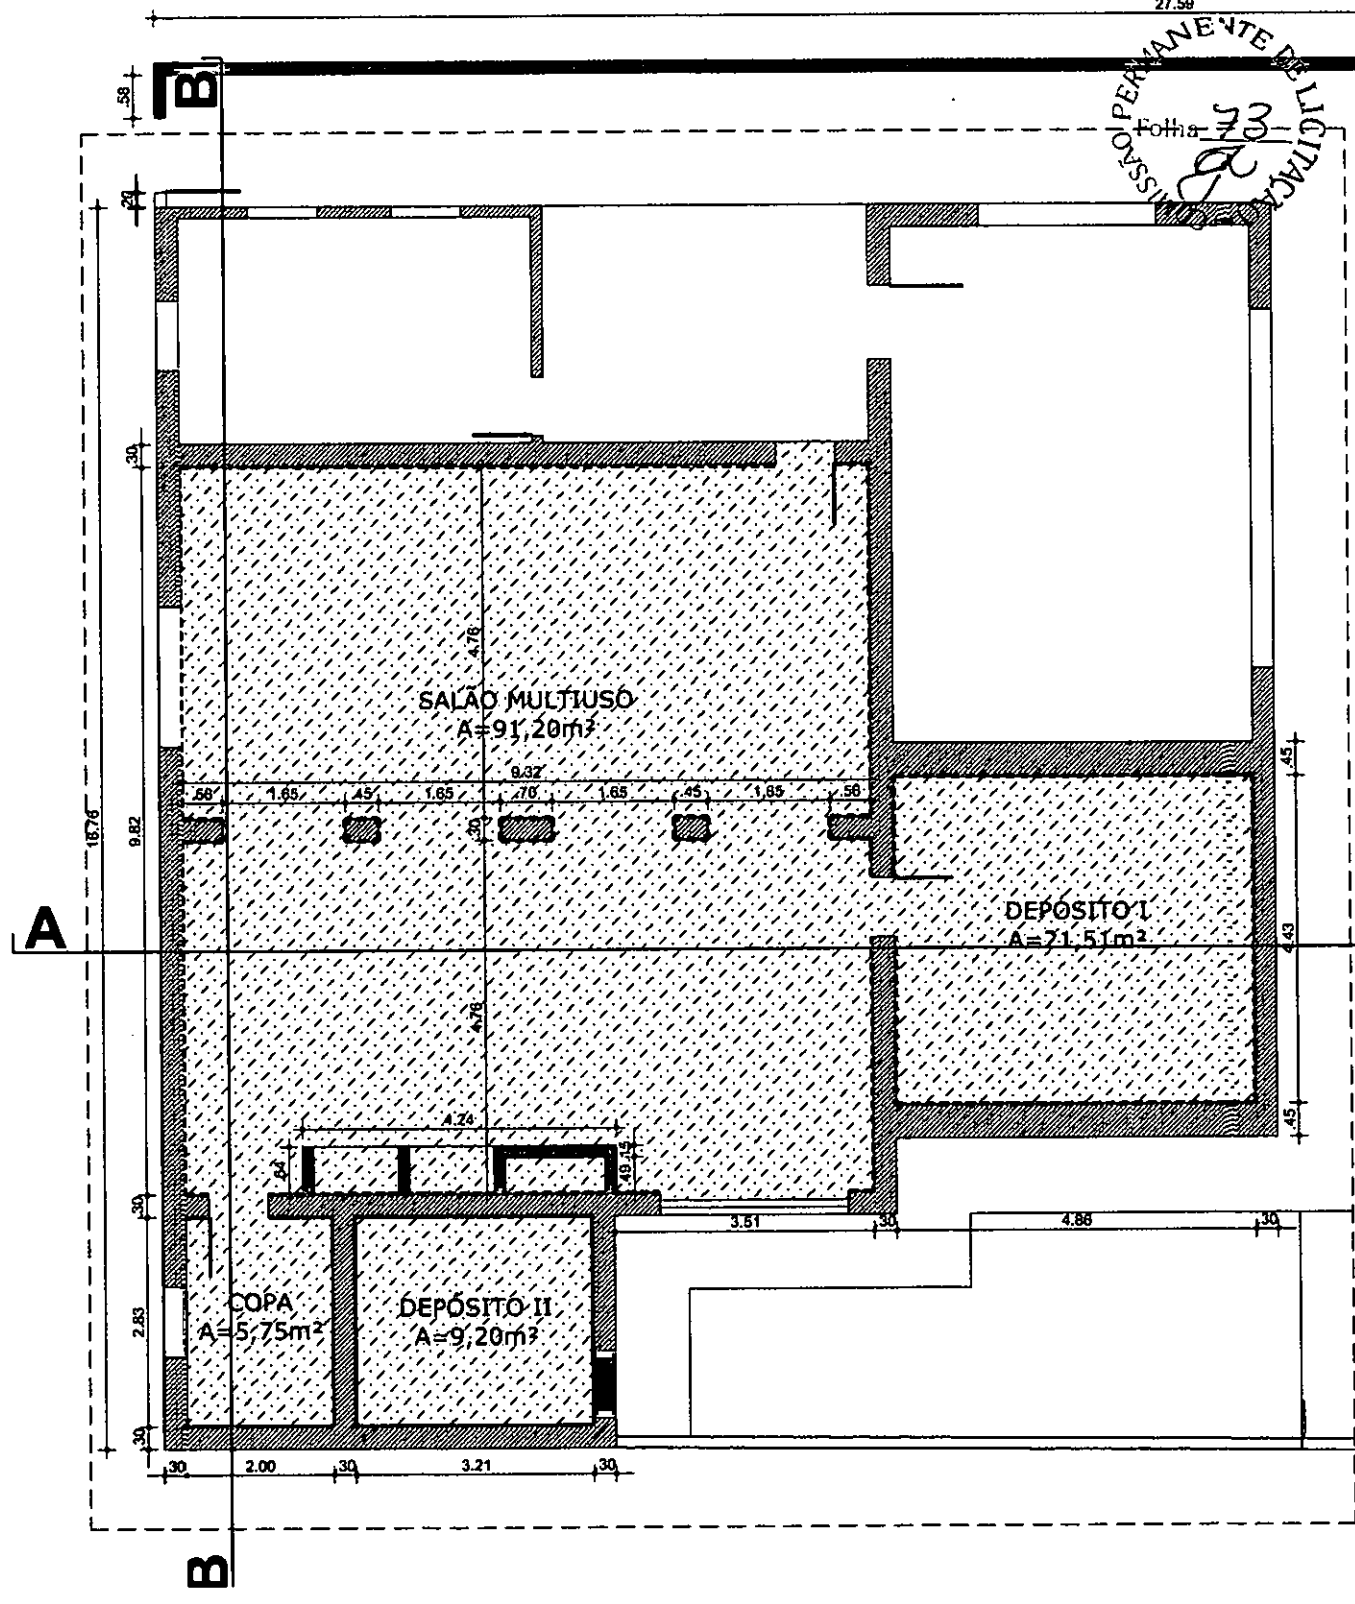 27.59
COMISSÃO PERMANENTE DE LICITAÇÃO
Folha 73
B
.58
.20
.30
4.76
SALÃO MULTIUSO
A=91,20m²
9.32
.56 1.65 .45 1.65 .70 1.65 .45 1.65 .56
.30
.45
16.76
9.82
A
DEPÓSITO I
A=21,51m²
4.43
4.76
4.24
.64
.49 .15
.45
.30
3.51 .30 4.86 .30
COPA
A=5,75m²
DEPÓSITO II
A=9,20m²
2.83
.30
.30 2.00 .30 3.21 .30
B